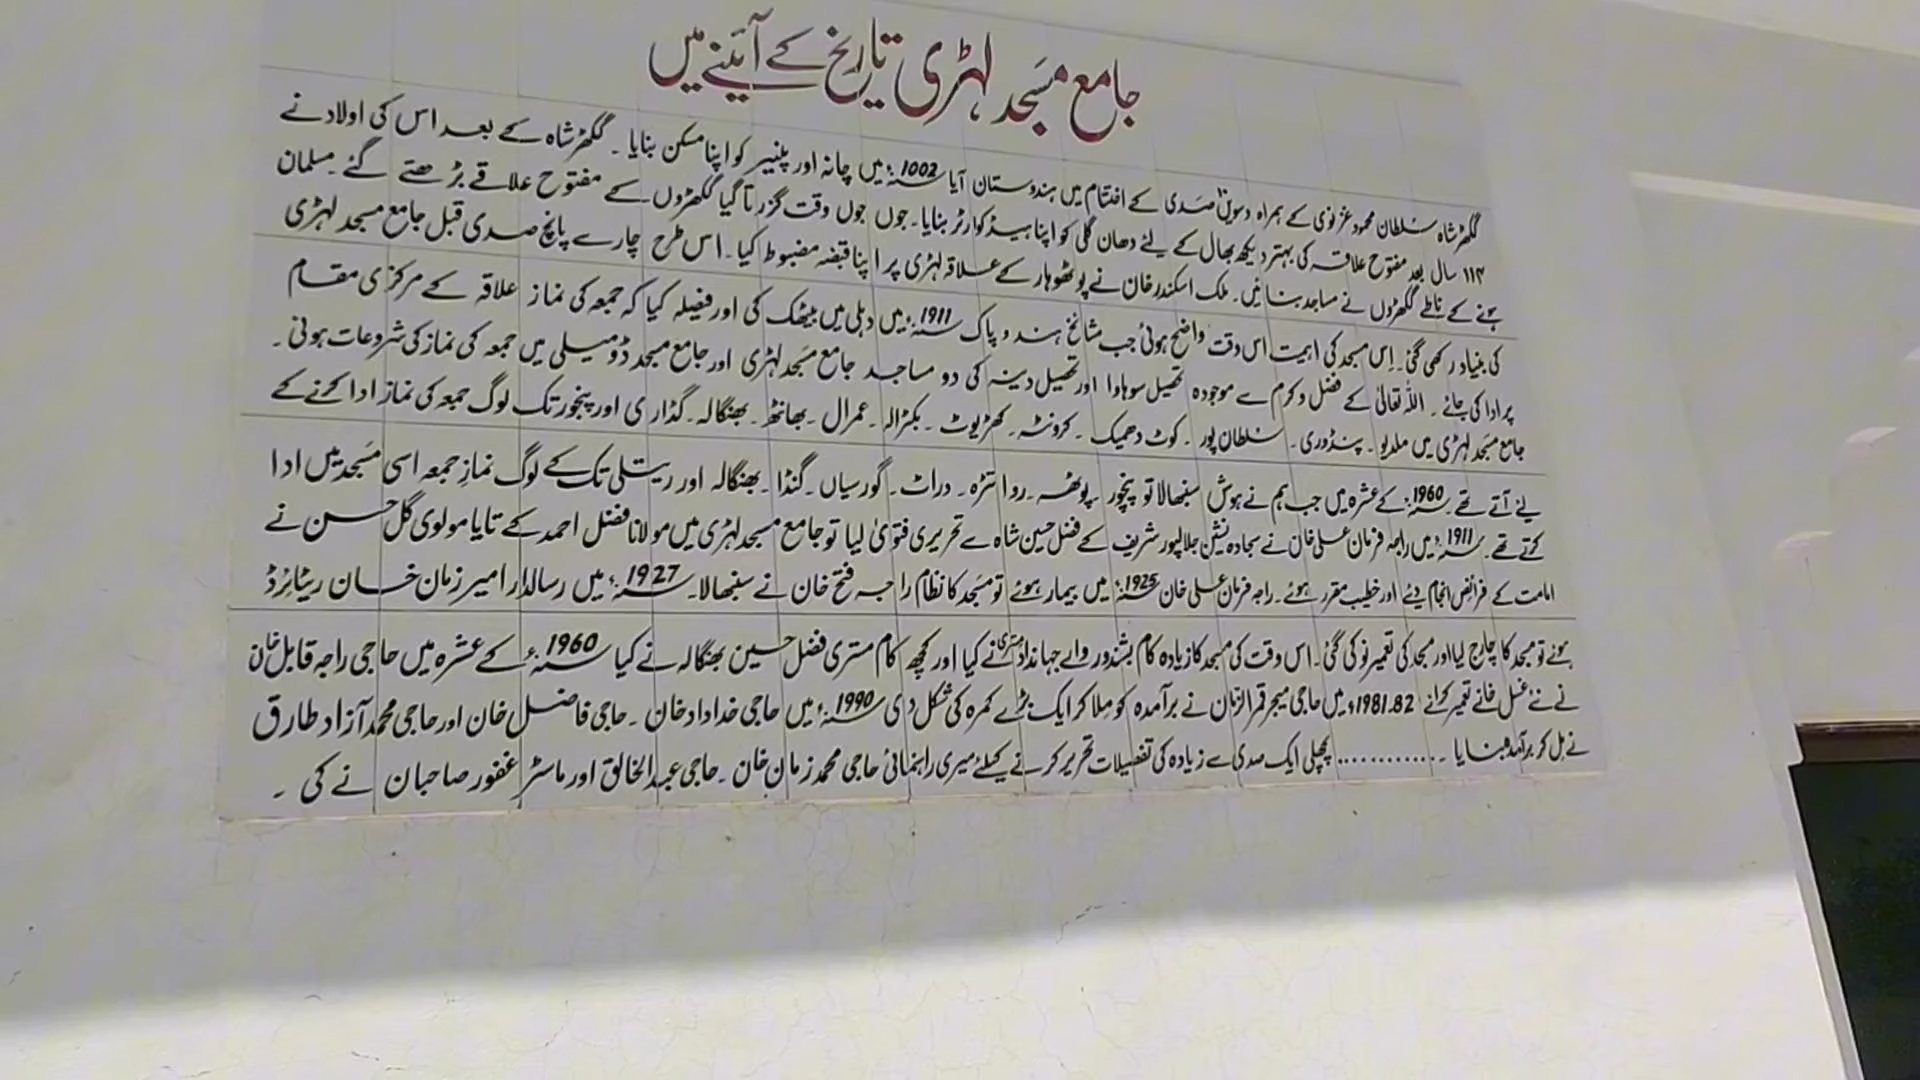 جامع مسجد لہڑی تاریخ کے آئینے میں
گکھڑ شاہ سلطان محمود غزنوی کے ہمراہ دسویں صدی کے اختتام میں ہندوستان آیا 1002ء میں چانہ اور پنیر کو اپنا مسکن بنایا ۔ گکھڑ شاہ کے بعد اس کی اولاد نے
۱۱۴ سال بعد مفتوح علاقہ کی بہتر دیکھ بھال کے لئے دھان گلی کو اپنا ہیڈ کوارٹر بنایا۔ جوں جوں وقت گزرتا گیا گکھڑوں کے مفتوح علاقے بڑھتے گئے۔ مسلمان
ہونے کے ناطے گکھڑوں نے مساجد بنائیں۔ ملک اسکندر خان نے پوٹھوہار کے علاقہ لہڑی پر اپنا قبضہ مضبوط کیا۔ اس طرح چارسے پانچ صدی قبل جامع مسجد لہڑی
کی بنیاد رکھی گئی۔ اِس مسجد کی اہمیت اس وقت واضح ہوئی جب مشائخ ہند و پاک 1911ء میں دہلی میں بیٹھک کی اور فیصلہ کیا کہ جمعہ کی نماز علاقہ کے مرکزی مقام
پر ادا کی جائے ۔ اللہ تعالیٰ کے فضل و کرم سے موجودہ تحصیل سوہاوا اور تحصیل دینہ کی دو مساجد جامع مسجد لہڑی اور جامع مسجد ڈومیلی میں جمعہ کی نماز کی شروعات ہوئی ۔
جامع مسجد لہڑی میں ملدیو ۔ پنڈوری ۔ سلطان پور ۔ کوٹ دھمیک ۔ کرونٹہ ۔ کھڑیوٹ ۔ بکڑالہ ۔ عمرال ۔ بھانٹھ ۔ بھنگالہ ۔ گڈاری اور پنجور تک لوگ جمعہ کی نماز ادا کرنے کے
لیے آتے تھے۔ 1960ء کے عشرہ میں جب ہم نے ہوش سنبھالا تو پنجور ۔ پوٹھہ ۔ رواتڑہ ۔ دراٹ ۔ گورسیاں ۔ گنڈا ۔ بھنگالہ اور ریتلی تک کے لوگ نمازِ جمعہ اسی مسجد میں ادا
کرتے تھے۔ 1911ء میں راجہ فرمان علی خان نے سجادہ نشین جلالپور شریف کے فضل حسین شاہ سے تحریری فتویٰ لیا تو جامع مسجد لہڑی میں مولانا فضل احمد کے تایا مولوی گل حسن نے
امامت کے فرائض انجام دیئے اور خطیب مقرر ہوئے ۔ راجہ فرمان علی خان 1925ء میں بیمار ہوئے تو مسجد کا نظام راجہ فتح خان نے سنبھالا۔ 1927ء میں رسالدار امیر زمان خان ریٹائرڈ
ہوئے تو مسجد کا چارج لیا اور مسجد کی تعمیر نو کی گئی۔ اس وقت کی مسجد کا زیادہ کام بشندور والے جہانداد مستری نے کیا اور کچھ کام مستری فضل حسین بھنگالہ نے کیا 1960ء کے عشرہ میں حاجی راجہ قابل خان
نے نئے غسل خانے تعمیر کرائے 1981.82ء میں حاجی میجر قمر الزمان نے برآمدہ کو ملا کر ایک بڑے کمرہ کی شکل دی 1990ء میں حاجی خداداد خان ۔ حاجی فاضل خان اور حاجی محمد آزاد طارق
نے مل کر برآمدہ بنایا ۔............ پچھلی ایک صدی سے زیادہ کی تفصیلات تحریر کرنے کیلئے میری راہنمائی حاجی محمد زمان خان ۔ حاجی عبد الخالق اور ماسٹر غفور صاحبان نے کی ۔